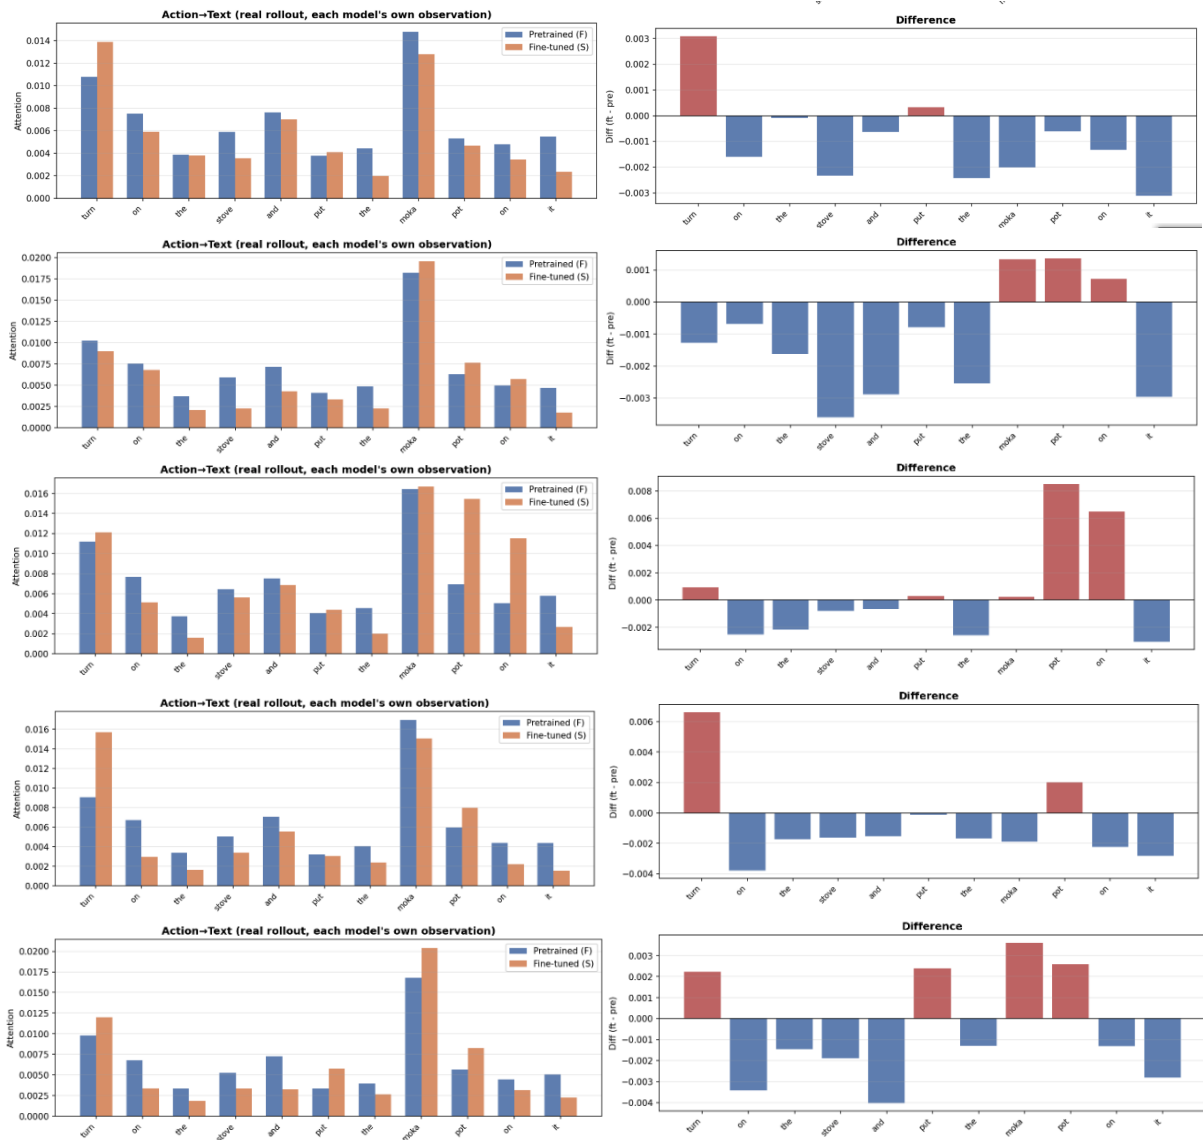 Action→Text (real rollout, each model's own observation)
Pretrained (F)
Fine-tuned (S)
Attention
0.014
0.012
0.010
0.008
0.006
0.004
0.002
0.000
turn on the stove and put the moka pot on it
Difference
Diff (ft - pre)
0.003
0.002
0.001
0.000
−0.001
−0.002
−0.003
turn on the stove and put the moka pot on it
Action→Text (real rollout, each model's own observation)
Pretrained (F)
Fine-tuned (S)
Attention
0.0200
0.0175
0.0150
0.0125
0.0100
0.0075
0.0050
0.0025
0.0000
turn on the stove and put the moka pot on it
Difference
Diff (ft - pre)
0.001
0.000
−0.001
−0.002
−0.003
turn on the stove and put the moka pot on it
Action→Text (real rollout, each model's own observation)
Pretrained (F)
Fine-tuned (S)
Attention
0.016
0.014
0.012
0.010
0.008
0.006
0.004
0.002
0.000
turn on the stove and put the moka pot on it
Difference
Diff (ft - pre)
0.008
0.006
0.004
0.002
0.000
−0.002
turn on the stove and put the moka pot on it
Action→Text (real rollout, each model's own observation)
Pretrained (F)
Fine-tuned (S)
Attention
0.016
0.014
0.012
0.010
0.008
0.006
0.004
0.002
0.000
turn on the stove and put the moka pot on it
Difference
Diff (ft - pre)
0.006
0.004
0.002
0.000
−0.002
−0.004
turn on the stove and put the moka pot on it
Action→Text (real rollout, each model's own observation)
Pretrained (F)
Fine-tuned (S)
Attention
0.0200
0.0175
0.0150
0.0125
0.0100
0.0075
0.0050
0.0025
0.0000
turn on the stove and put the moka pot on it
Difference
Diff (ft - pre)
0.003
0.002
0.001
0.000
−0.001
−0.002
−0.003
−0.004
turn on the stove and put the moka pot on it